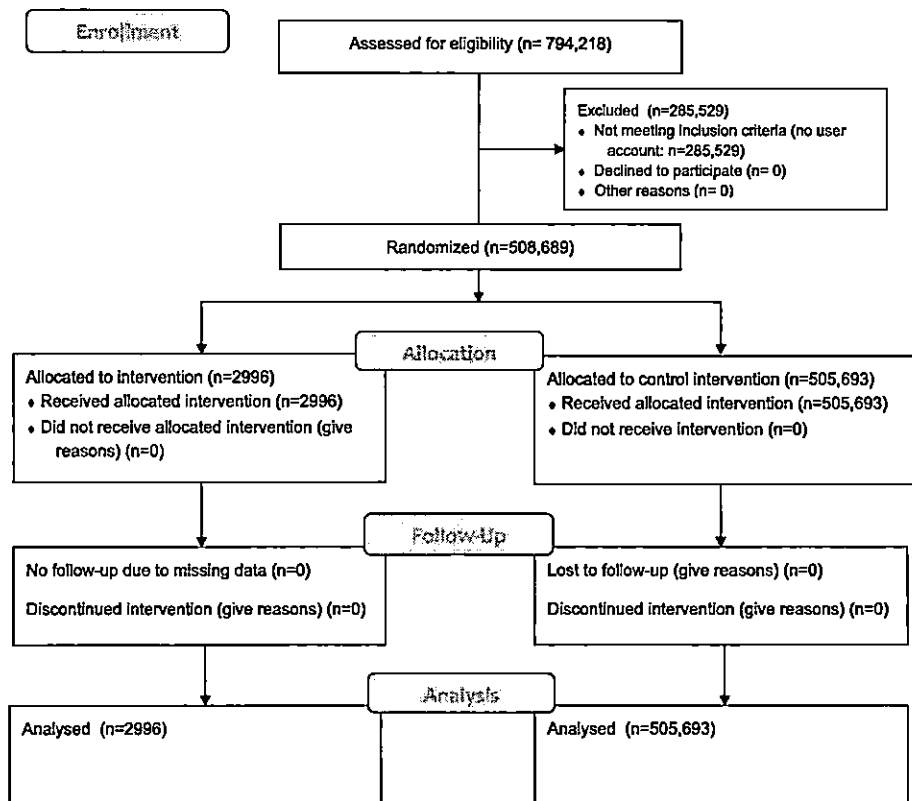 Enrollment
Assessed for eligibility (n= 794,218)
Excluded (n=285,529)
♦ Not meeting inclusion criteria (no user
account: n=285,529)
♦ Declined to participate (n= 0)
♦ Other reasons (n= 0)
Randomized (n=508,689)
Allocation
Allocated to intervention (n=2996)
♦ Received allocated intervention (n=2996)
♦ Did not receive allocated intervention (give
reasons) (n=0)
Allocated to control intervention (n=505,693)
♦ Received allocated intervention (n=505,693)
♦ Did not receive intervention (n=0)
Follow-Up
No follow-up due to missing data (n=0)
Discontinued intervention (give reasons) (n=0)
Lost to follow-up (give reasons) (n=0)
Discontinued intervention (give reasons) (n=0)
Analysis
Analysed (n=2996)
Analysed (n=505,693)